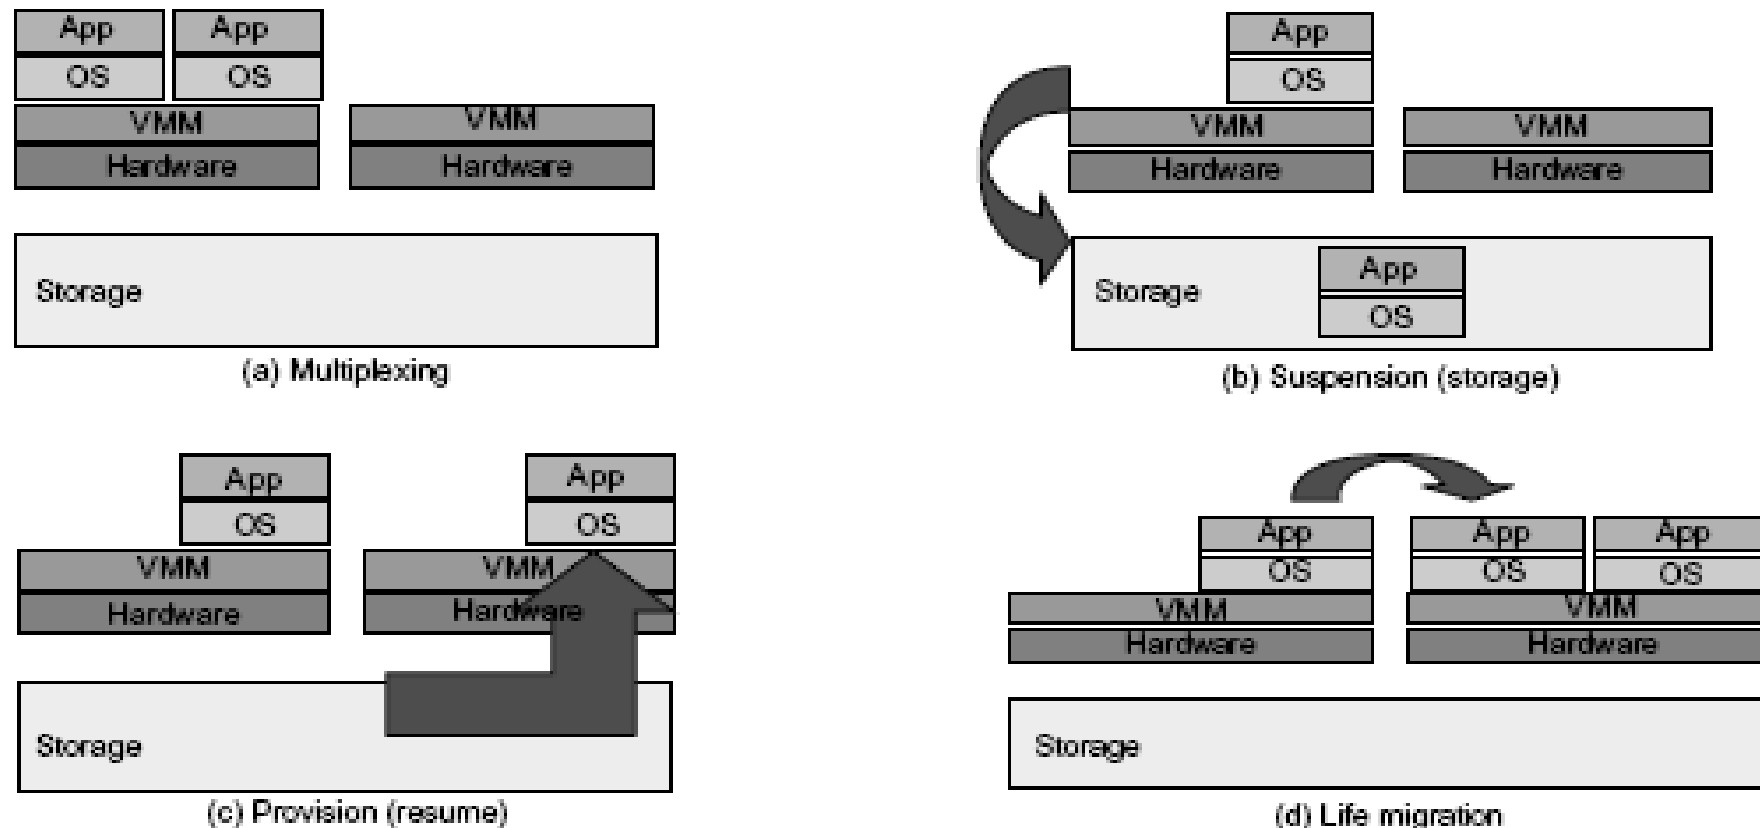 App App
OS OS
VMM VMM
Hardware Hardware
Storage
(a) Multiplexing
App
OS
VMM VMM
Hardware Hardware
Storage
App
OS
(b) Suspension (storage)
App App
OS OS
VMM VMM
Hardware Hardware
Storage
(c) Provision (resume)
App App App
OS OS OS
VMM VMM
Hardware Hardware
Storage
(d) Life migration